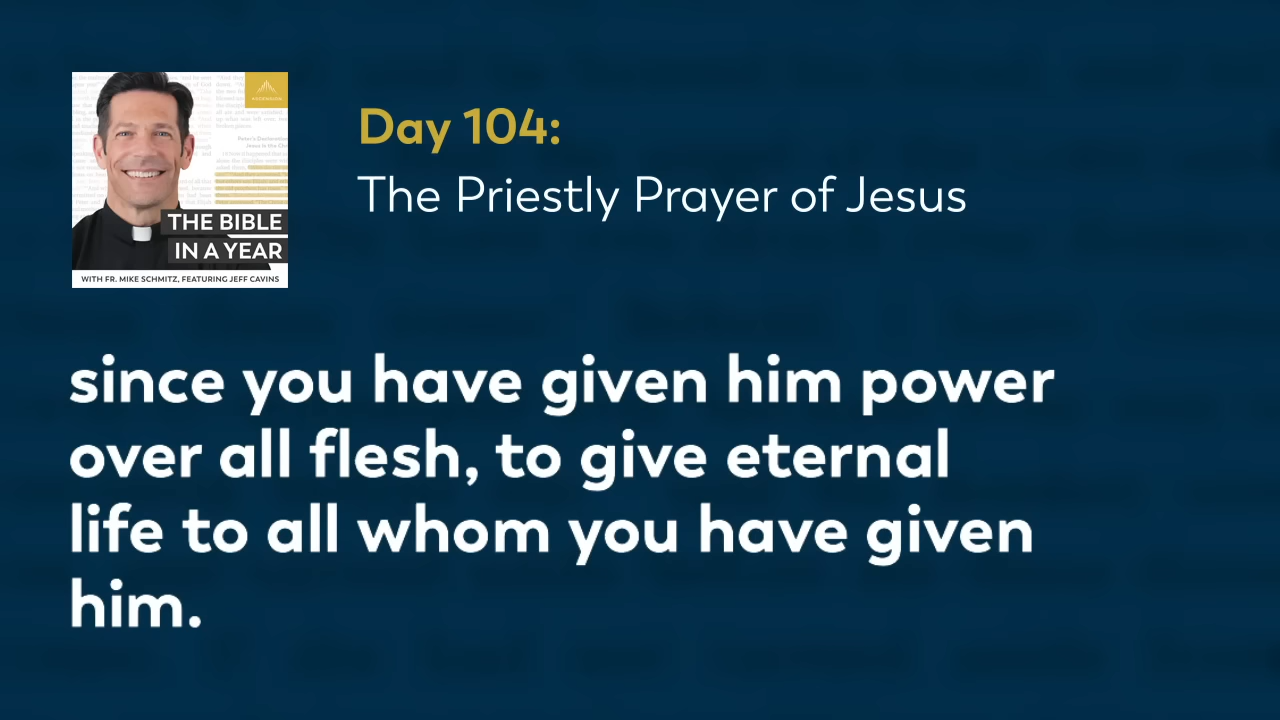 Day 104:
The Priestly Prayer of Jesus
THE BIBLE
IN A YEAR
WITH FR. MIKE SCHMITZ, FEATURING JEFF CAVINS
since you have given him power
over all flesh, to give eternal
life to all whom you have given
him.